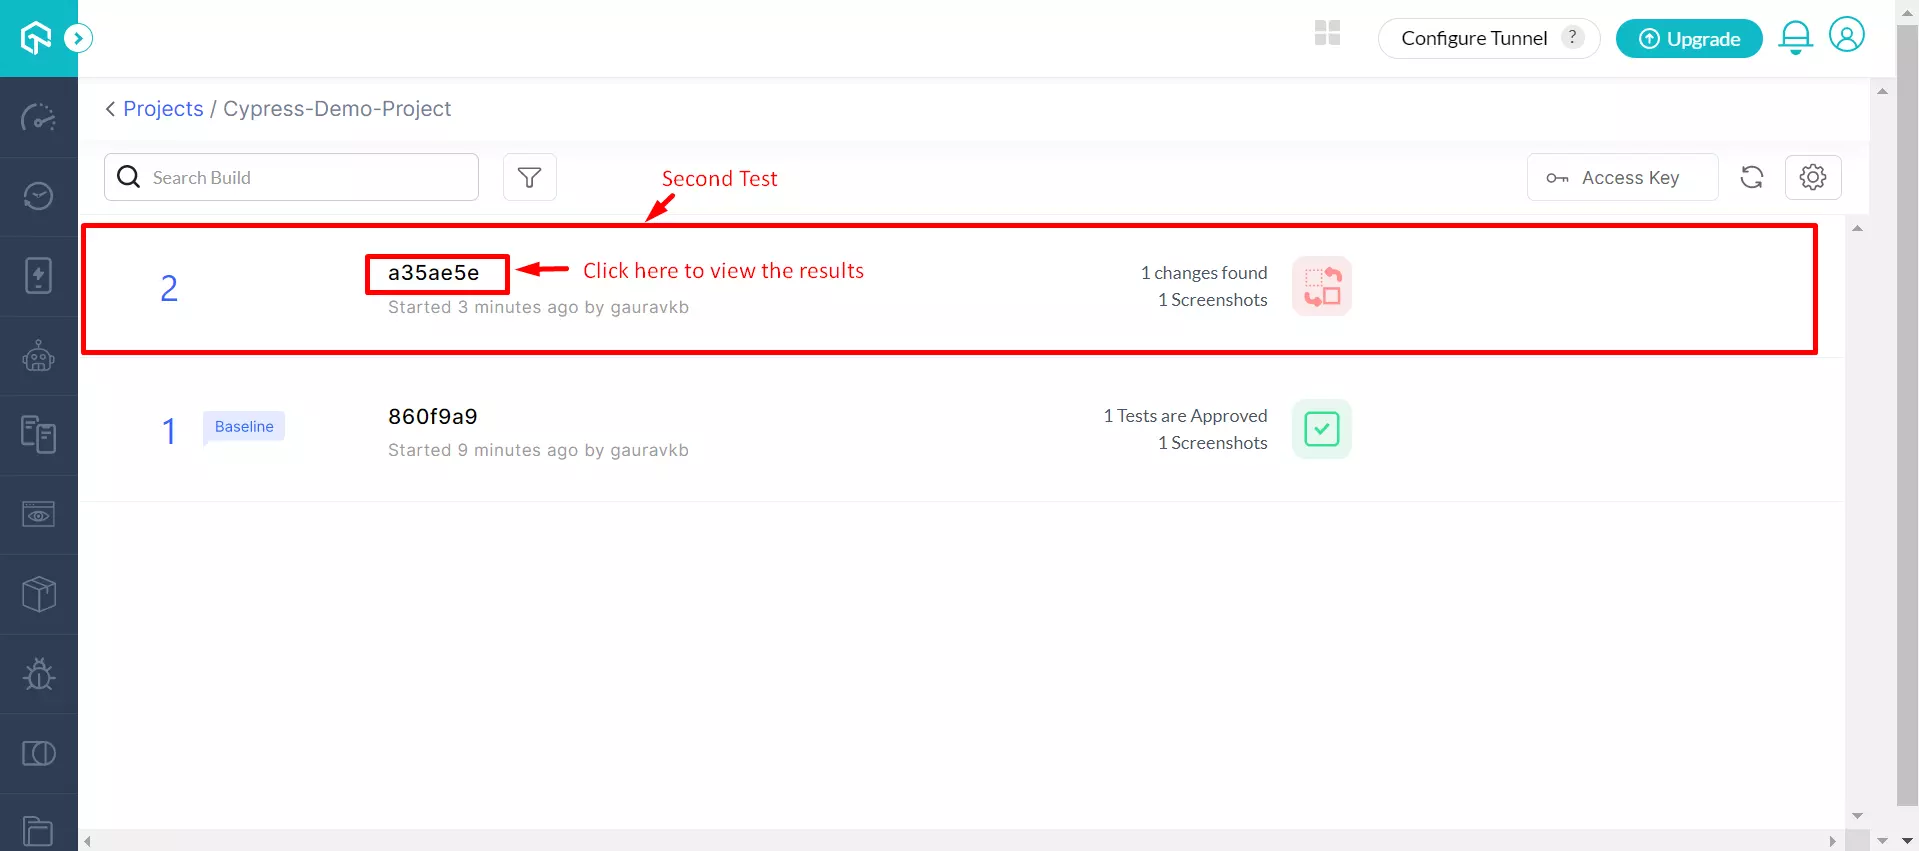 Configure Tunnel ?
Upgrade
Projects / Cypress-Demo-Project
Search Build
Access Key
Second Test
2
a35ae5e
Click here to view the results
Started 3 minutes ago by gauravkb
1 changes found
1 Screenshots
1
Baseline
860f9a9
Started 9 minutes ago by gauravkb
1 Tests are Approved
1 Screenshots